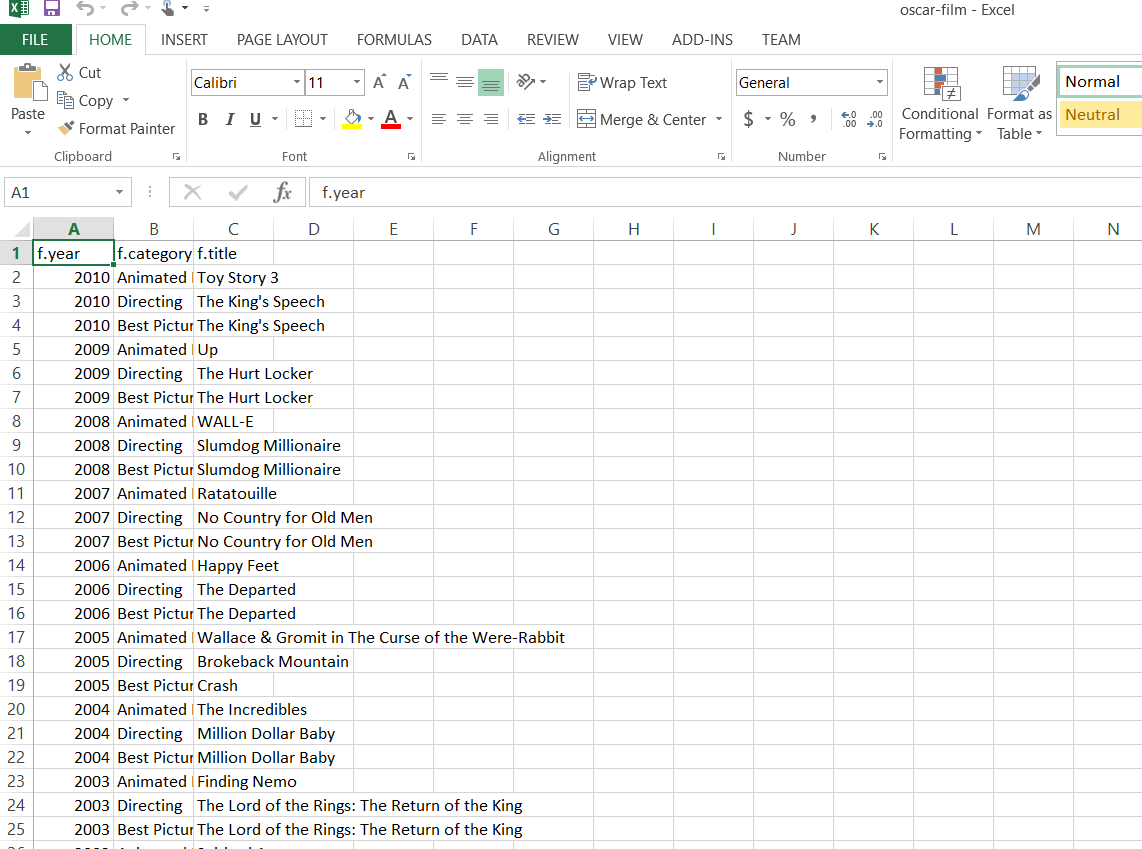 oscar-film - Excel
FILE HOME INSERT PAGE LAYOUT FORMULAS DATA REVIEW VIEW ADD-INS TEAM
Paste
Cut
Copy
Format Painter
Clipboard
Calibri 11
B I U A
Font
Wrap Text
Merge & Center
Alignment
General
$ % ,
Number
Conditional Formatting
Format as Table
Normal
Neutral
A1 fx f.year
A B C D E F G H I J K L M N
1 f.year f.category f.title
2 2010 Animated Toy Story 3
3 2010 Directing The King's Speech
4 2010 Best Pictur The King's Speech
5 2009 Animated Up
6 2009 Directing The Hurt Locker
7 2009 Best Pictur The Hurt Locker
8 2008 Animated WALL-E
9 2008 Directing Slumdog Millionaire
10 2008 Best Pictur Slumdog Millionaire
11 2007 Animated Ratatouille
12 2007 Directing No Country for Old Men
13 2007 Best Pictur No Country for Old Men
14 2006 Animated Happy Feet
15 2006 Directing The Departed
16 2006 Best Pictur The Departed
17 2005 Animated Wallace & Gromit in The Curse of the Were-Rabbit
18 2005 Directing Brokeback Mountain
19 2005 Best Pictur Crash
20 2004 Animated The Incredibles
21 2004 Directing Million Dollar Baby
22 2004 Best Pictur Million Dollar Baby
23 2003 Animated Finding Nemo
24 2003 Directing The Lord of the Rings: The Return of the King
25 2003 Best Pictur The Lord of the Rings: The Return of the King